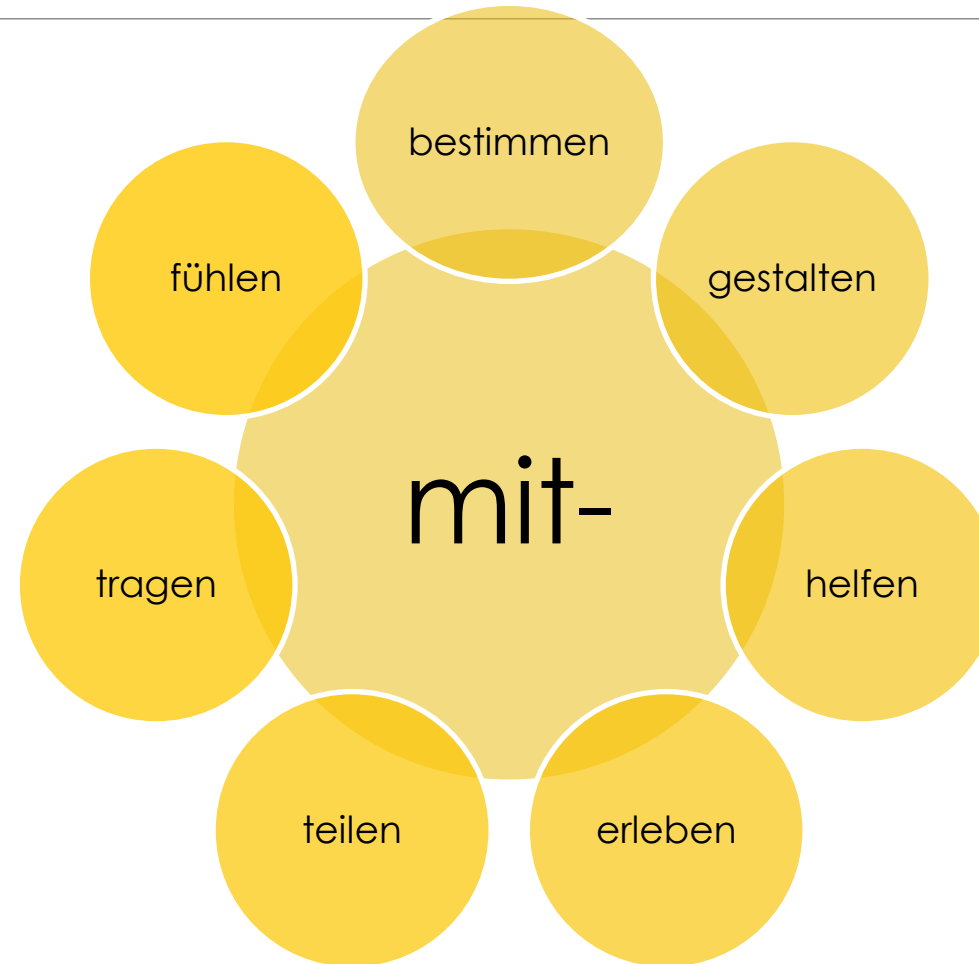 bestimmen
gestalten
helfen
erleben
teilen
tragen
fühlen
mit-